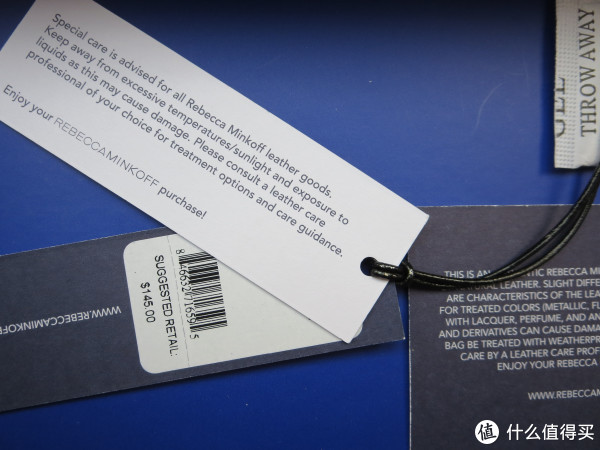 Special care is advised for all Rebecca Minkoff leather goods.
Keep away from excessive temperatures/sunlight and exposure to
liquids as this may cause damage. Please consult a leather care
professional of your choice for treatment options and care guidance.
Enjoy your REBECCAMINKOFF purchase!
GEL
THROW AWAY
SUGGESTED RETAIL:
$145.00
WWW.REBECCAMINKOFF
THIS IS AN
REBECCA MI
LEATHER. SLIGHT DIFFE
ARE CHARACTERISTICS OF THE LEA
FOR TREATED COLORS (METALLIC, FL
WITH LACQUER, PERFUME, AND AN
AND DERIVATIVES CAN CAUSE DAMA
BAG BE TREATED WITH WEATHERPR
CARE BY A LEATHER CARE PROF
ENJOY YOUR REBECCA
WWW.REBECCAM
值 什么值得买